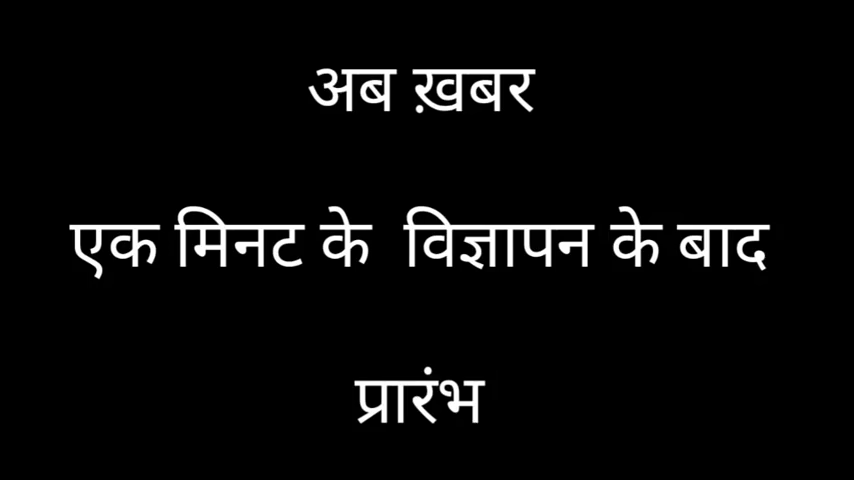 अब ख़बर
एक मिनट के विज्ञापन के बाद
प्रारंभ